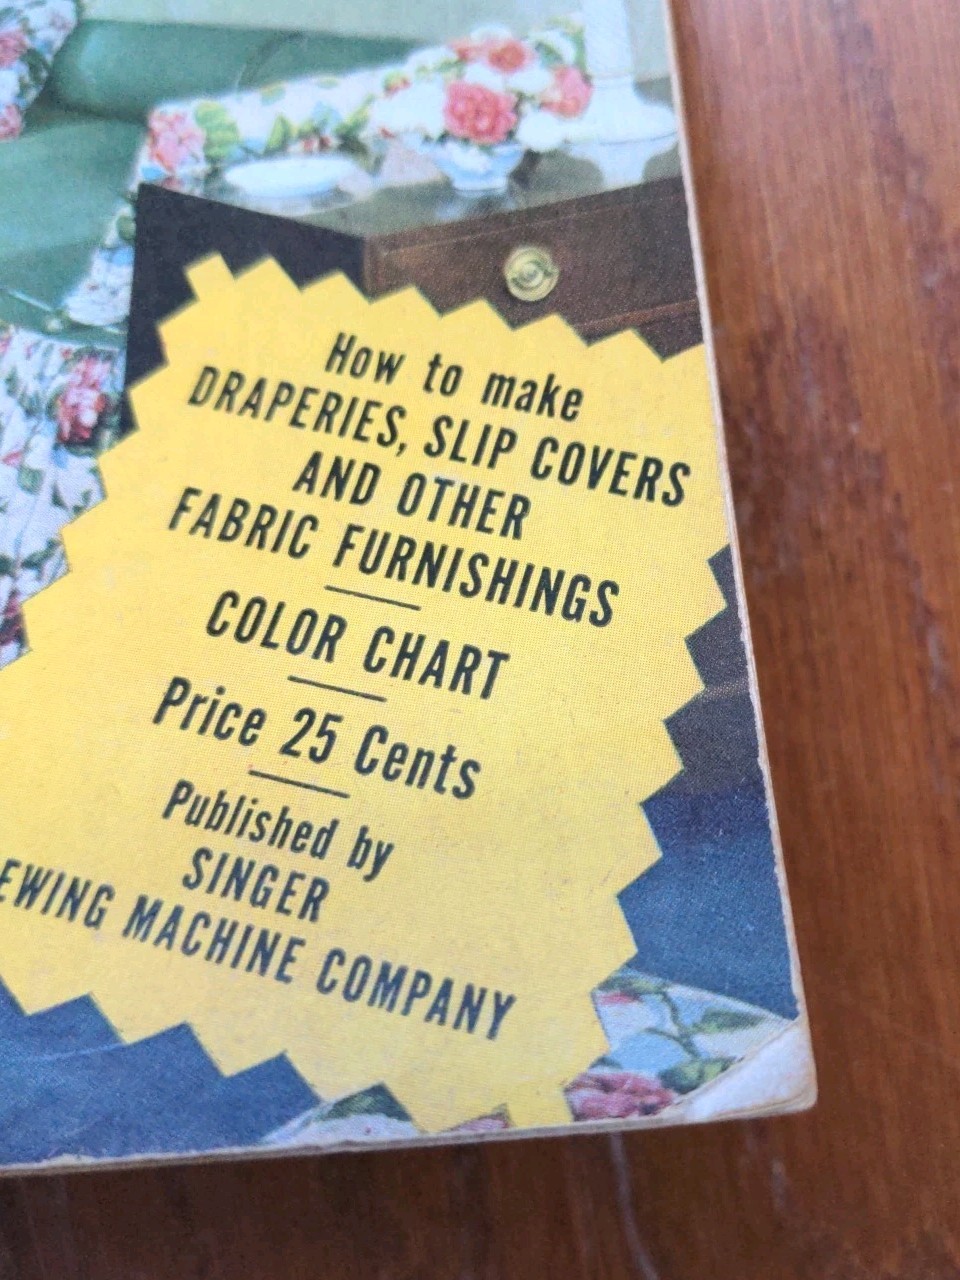 How to make
DRAPERIES, SLIP COVERS
AND OTHER
FABRIC FURNISHINGS
COLOR CHART
Price 25 Cents
Published by
SINGER
EWING MACHINE COMPANY